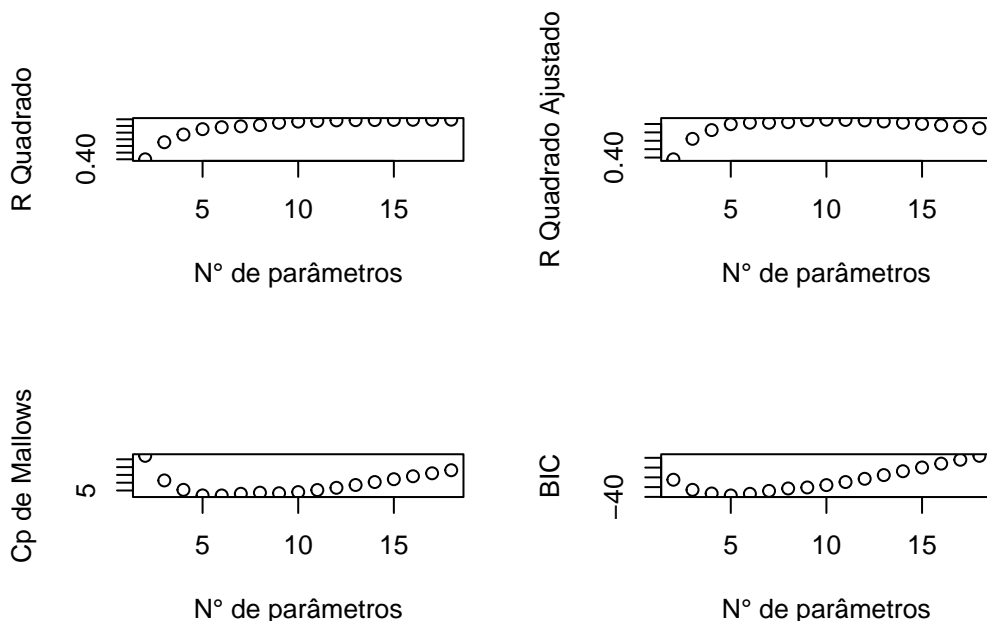 R Quadrado
0.40
5 10 15
N° de parâmetros
R Quadrado Ajustado
0.40
5 10 15
N° de parâmetros
Cp de Mallows
5
5 10 15
N° de parâmetros
BIC
−40
5 10 15
N° de parâmetros